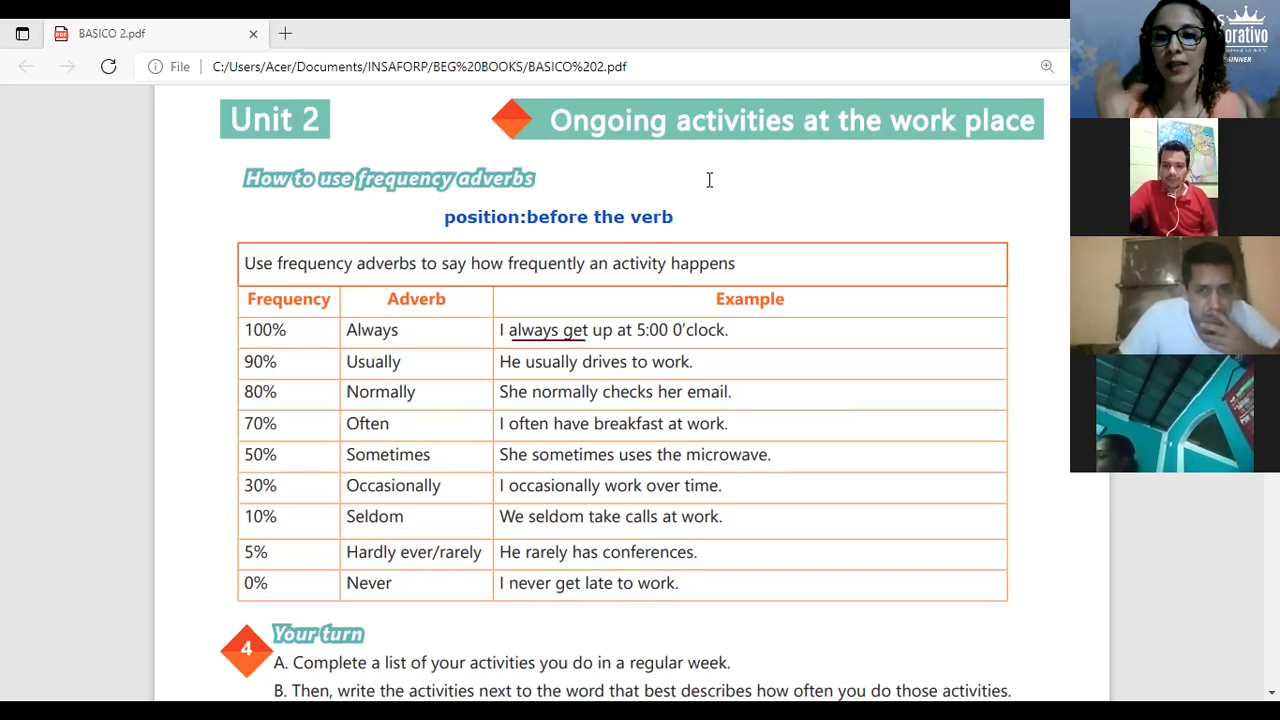 BASICO 2.pdf
File C:/Users/Acer/Documents/INSAFORP/BEG%20BOOKS/BASICO%202.pdf
Unit 2 Ongoing activities at the work place
How to use frequency adverbs
position:before the verb
Use frequency adverbs to say how frequently an activity happens
Frequency Adverb Example
100% Always I always get up at 5:00 0’clock.
90% Usually He usually drives to work.
80% Normally She normally checks her email.
70% Often I often have breakfast at work.
50% Sometimes She sometimes uses the microwave.
30% Occasionally I occasionally work over time.
10% Seldom We seldom take calls at work.
5% Hardly ever/rarely He rarely has conferences.
0% Never I never get late to work.
4 Your turn
A. Complete a list of your activities you do in a regular week.
B. Then, write the activities next to the word that best describes how often you do those activities.